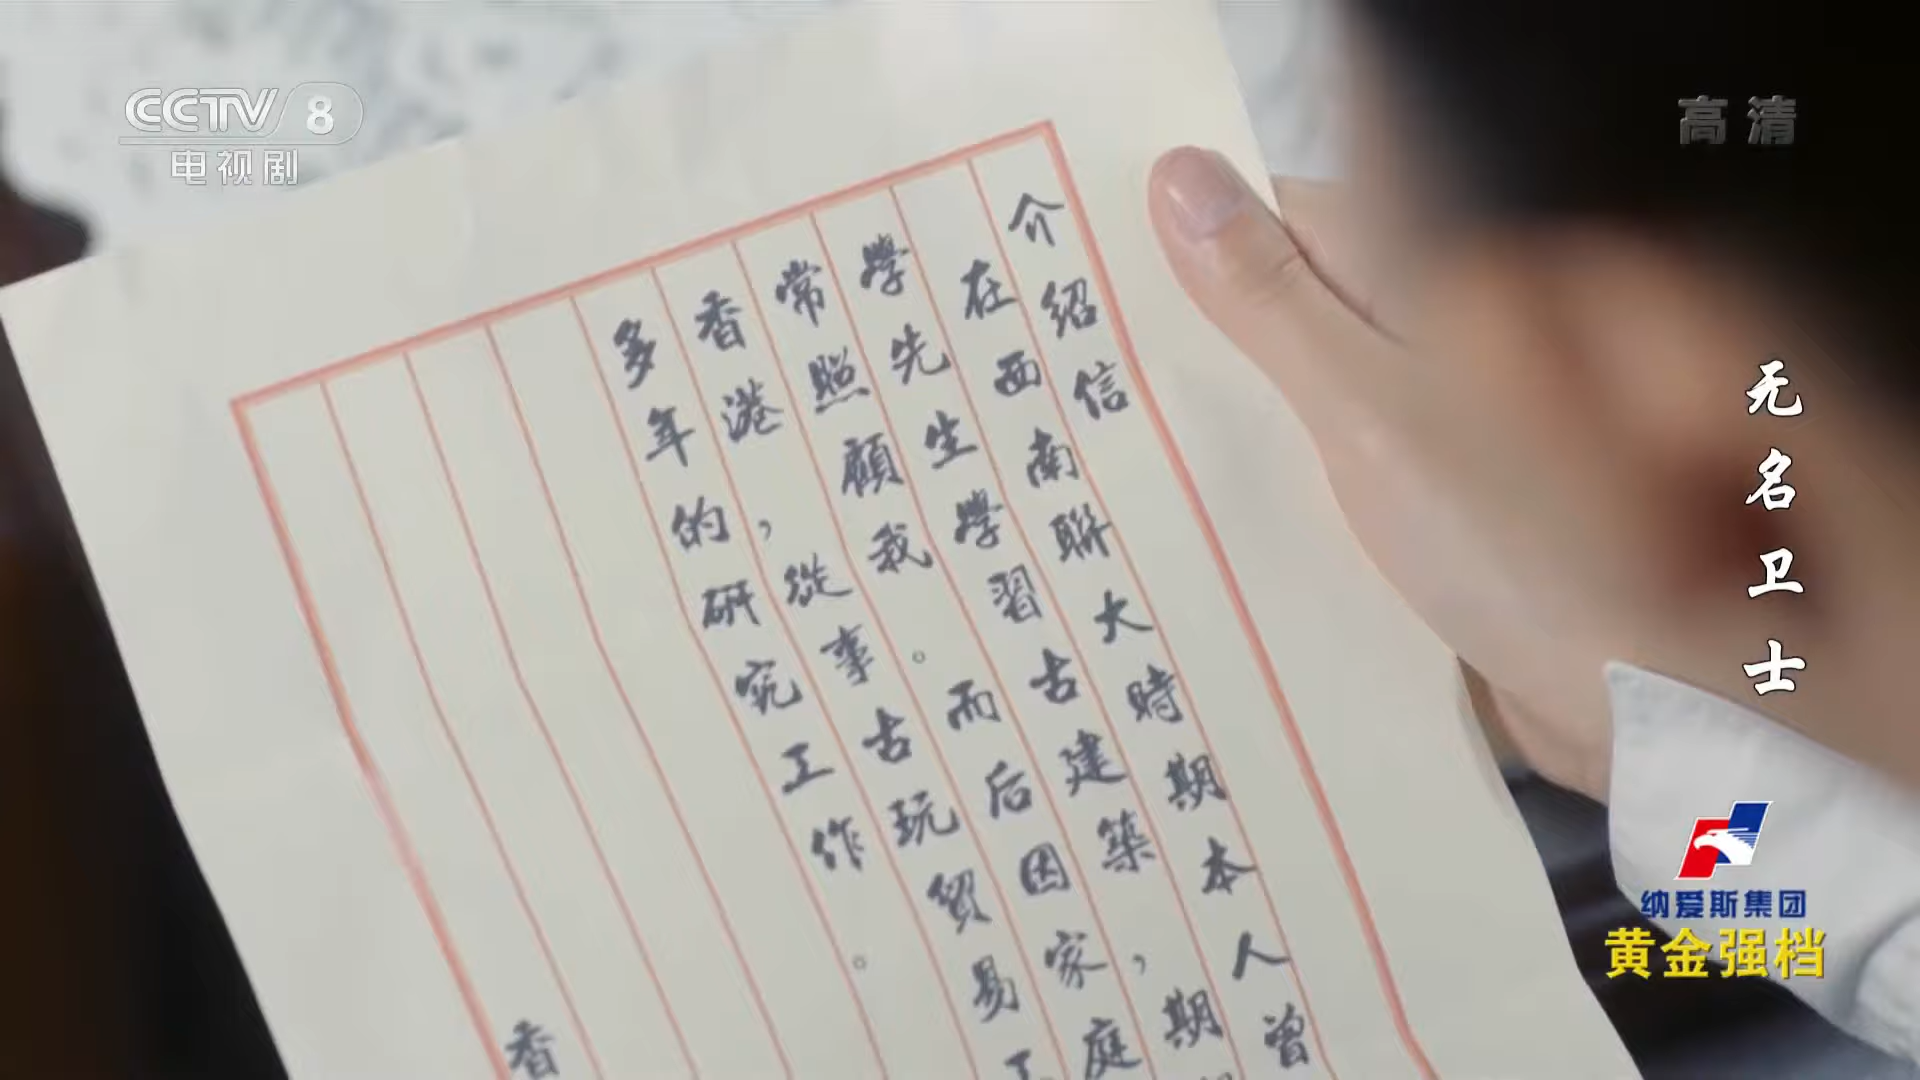 CCTV 8
电视剧
高清
介紹信
在西南聯大時期本人曾
學先生學習古建築，期
常照顧我。而后因家庭
香港，從事古玩貿易
多年的研究工作。
香
无名卫士
纳爱斯集团
黄金强档